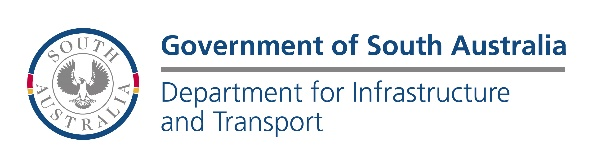 SOUTH
AUSTRALIA
Government of South Australia
Department for Infrastructure
and Transport